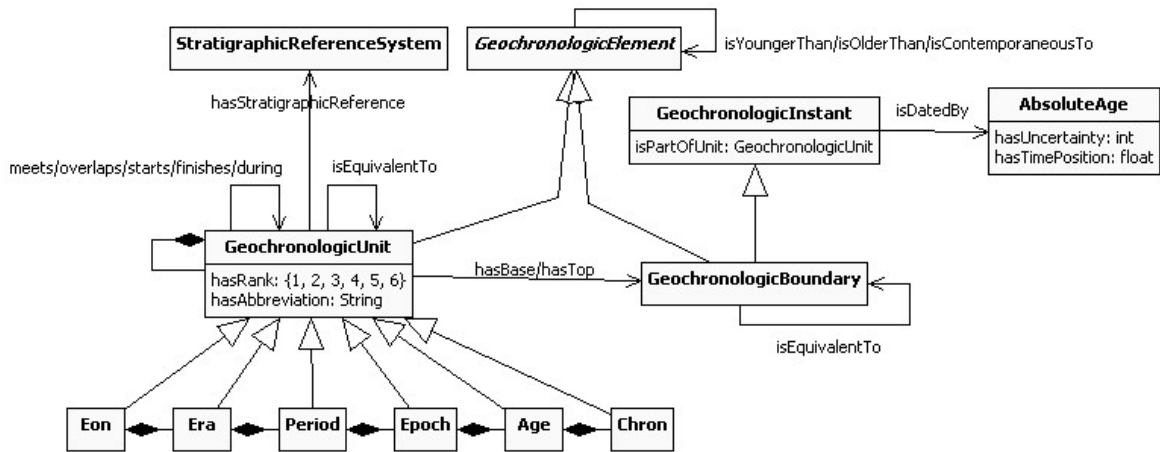 StratigraphicReferenceSystem
GeochronologicElement
isYoungerThan/isOlderThan/isContemporaneousTo
hasStratigraphicReference
GeochronologicInstant
isPartOfUnit: GeochronologicUnit
isDatedBy
AbsoluteAge
hasUncertainty: int
hasTimePosition: float
meets/overlaps/starts/finishes/during
isEquivalentTo
GeochronologicUnit
hasRank: {1, 2, 3, 4, 5, 6}
hasAbbreviation: String
hasBase/hasTop
GeochronologicBoundary
isEquivalentTo
Eon
Era
Period
Epoch
Age
Chron